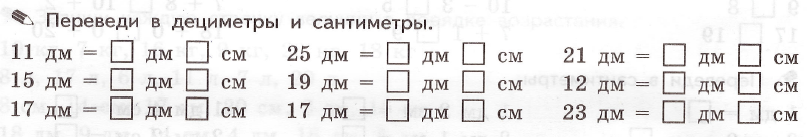 ✎ Переведи в дециметры и сантиметры.
11 дм = □ дм □ см 25 дм = □ дм □ см 21 дм = □ дм □ см
15 дм = □ дм □ см 19 дм = □ дм □ см 12 дм = □ дм □ см
17 дм = □ дм □ см 17 дм = □ дм □ см 23 дм = □ дм □ см